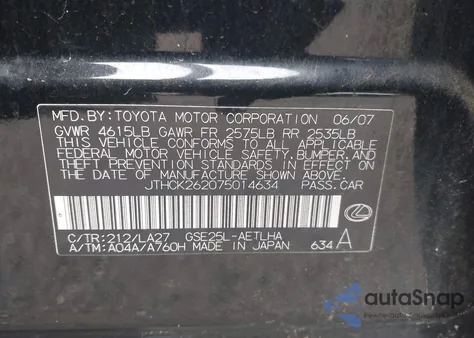 MFD. BY: TOYOTA MOTOR CORPORATION 06/07
GVWR 4615LB GAWR FR 2575LB RR 2535LB
THIS VEHICLE CONFORMS TO ALL APPLICABLE
FEDERAL MOTOR VEHICLE SAFETY, BUMPER, AND
THEFT PREVENTION STANDARDS IN EFFECT ON
THE DATE OF MANUFACTURE SHOWN ABOVE.
JTHCK262075014634 PASS. CAR
C/TR: 212/LA27 GSE25L-AETLHA
A/TM: A04A/A760H MADE IN JAPAN 634 A
autoSnap